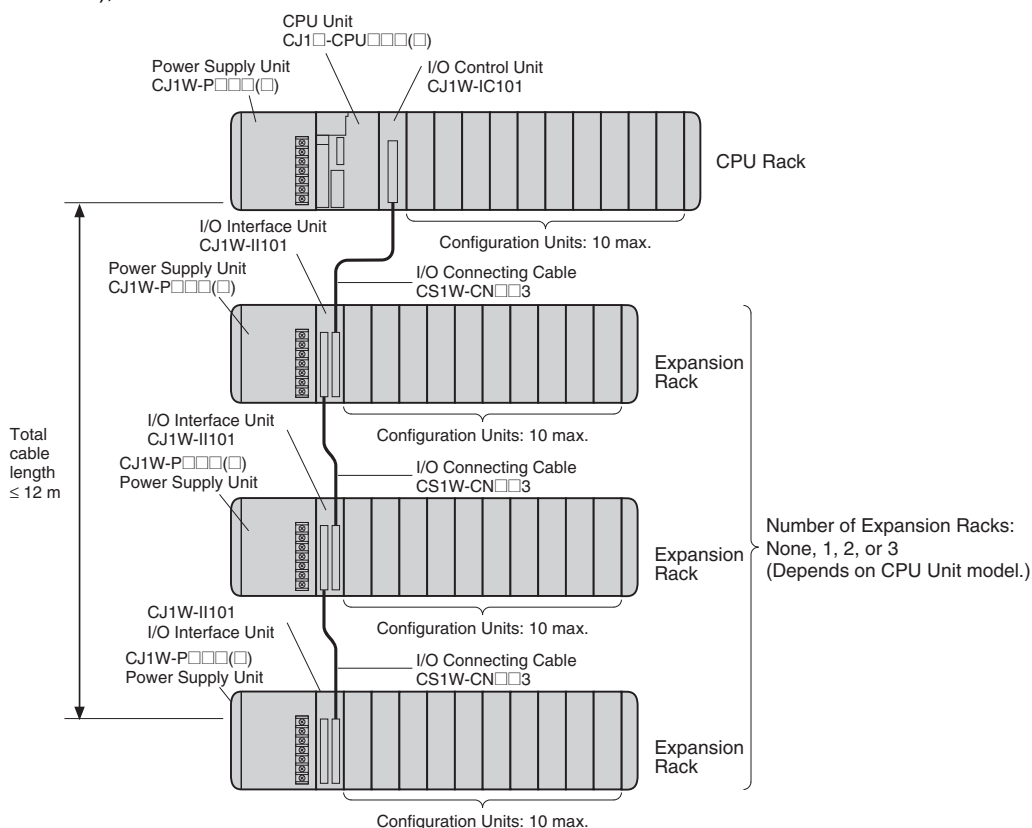 CPU Unit
CJ1□-CPU□□□(□)
Power Supply Unit
CJ1W-P□□□(□)
I/O Control Unit
CJ1W-IC101
CPU Rack
I/O Interface Unit
CJ1W-II101
Configuration Units: 10 max.
Power Supply Unit
CJ1W-P□□□(□)
I/O Connecting Cable
CS1W-CN□□3
Expansion
Rack
I/O Interface Unit
CJ1W-II101
Configuration Units: 10 max.
Total
cable
length
≤ 12 m
CJ1W-P□□□(□)
Power Supply Unit
I/O Connecting Cable
CS1W-CN□□3
Expansion
Rack
Number of Expansion Racks:
None, 1, 2, or 3
(Depends on CPU Unit model.)
CJ1W-II101
I/O Interface Unit
Configuration Units: 10 max.
CJ1W-P□□□(□)
Power Supply Unit
I/O Connecting Cable
CS1W-CN□□3
Expansion
Rack
Configuration Units: 10 max.